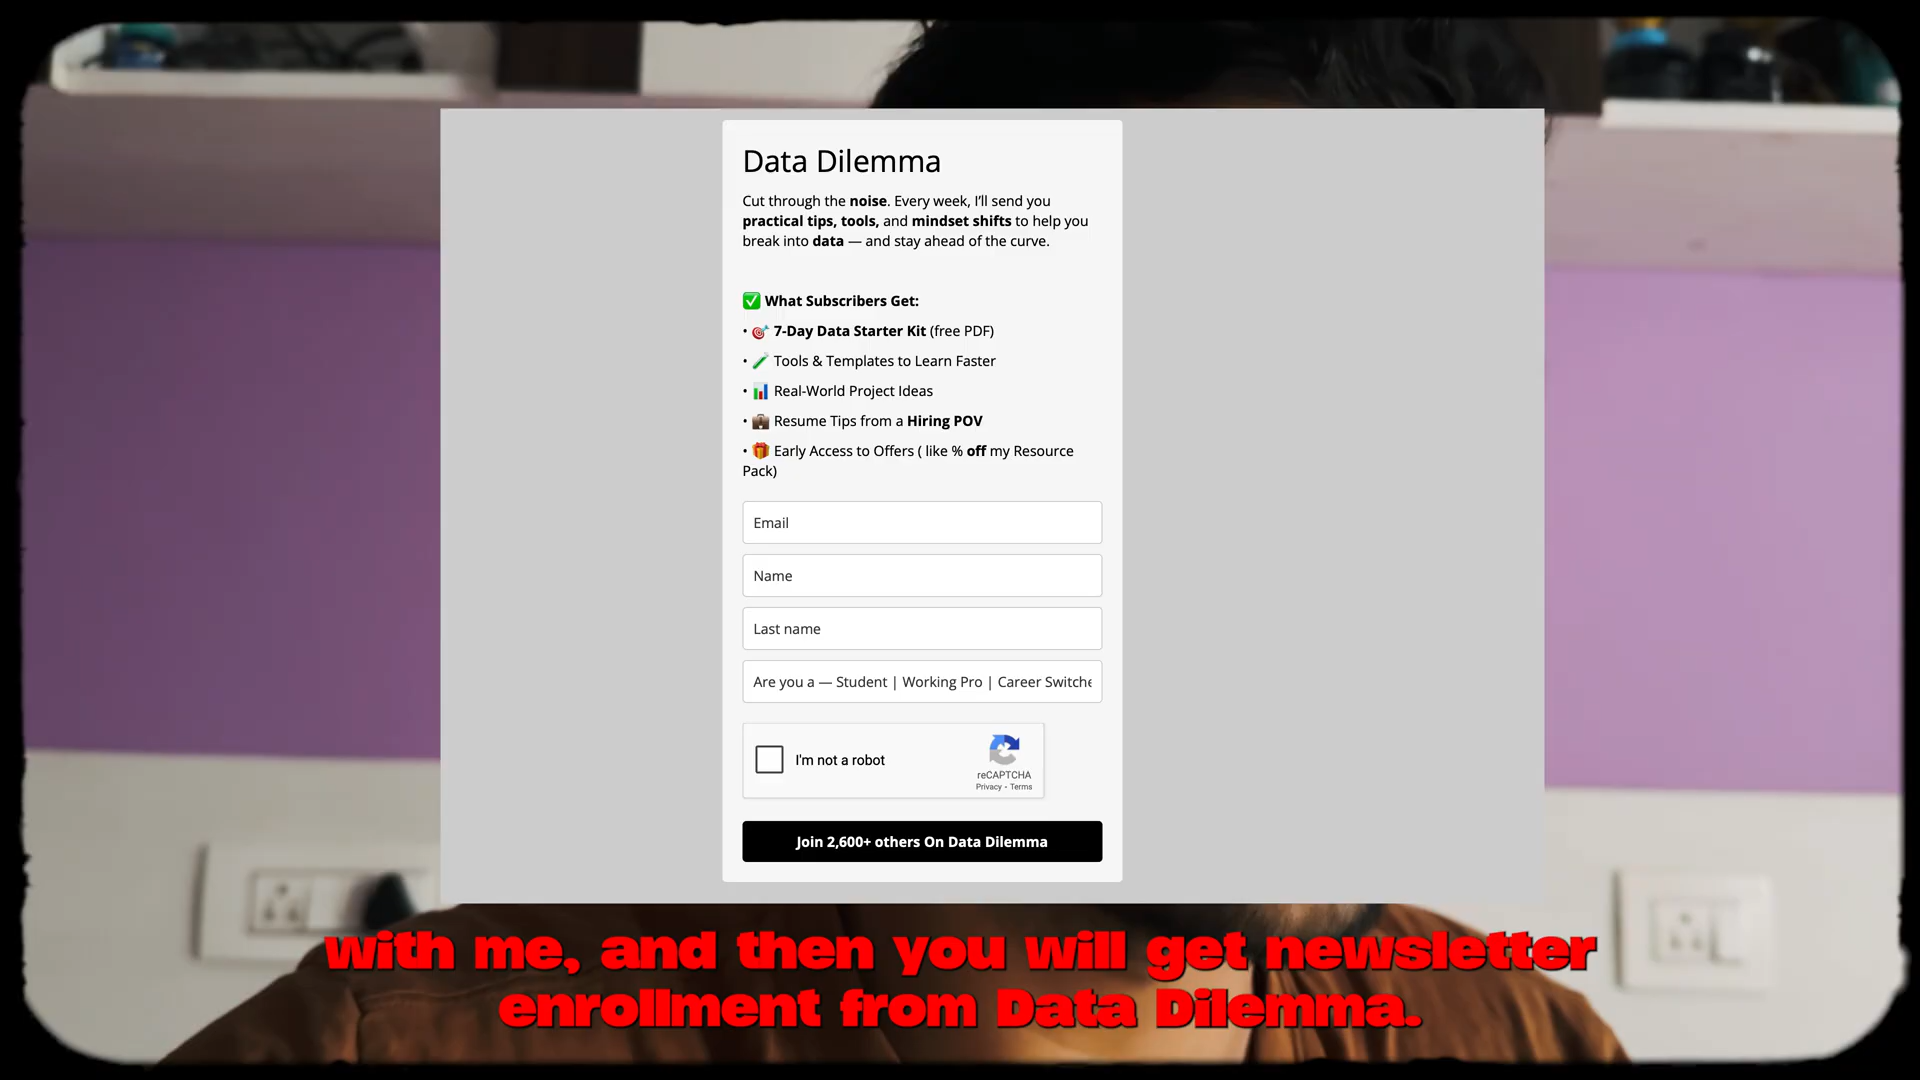 Data Dilemma
Cut through the noise. Every week, I'll send you
practical tips, tools, and mindset shifts to help you
break into data — and stay ahead of the curve.
✅ What Subscribers Get:
• 🎯 7-Day Data Starter Kit (free PDF)
• 🧪 Tools & Templates to Learn Faster
• 📊 Real-World Project Ideas
• 💼 Resume Tips from a Hiring POV
• 🎁 Early Access to Offers ( like % off my Resource
Pack)
Email
Name
Last name
Are you a — Student | Working Pro | Career Switche
I'm not a robot
reCAPTCHA
Privacy - Terms
Join 2,600+ others On Data Dilemma
with me, and then you will get newsletter
enrollment from Data Dilemma.